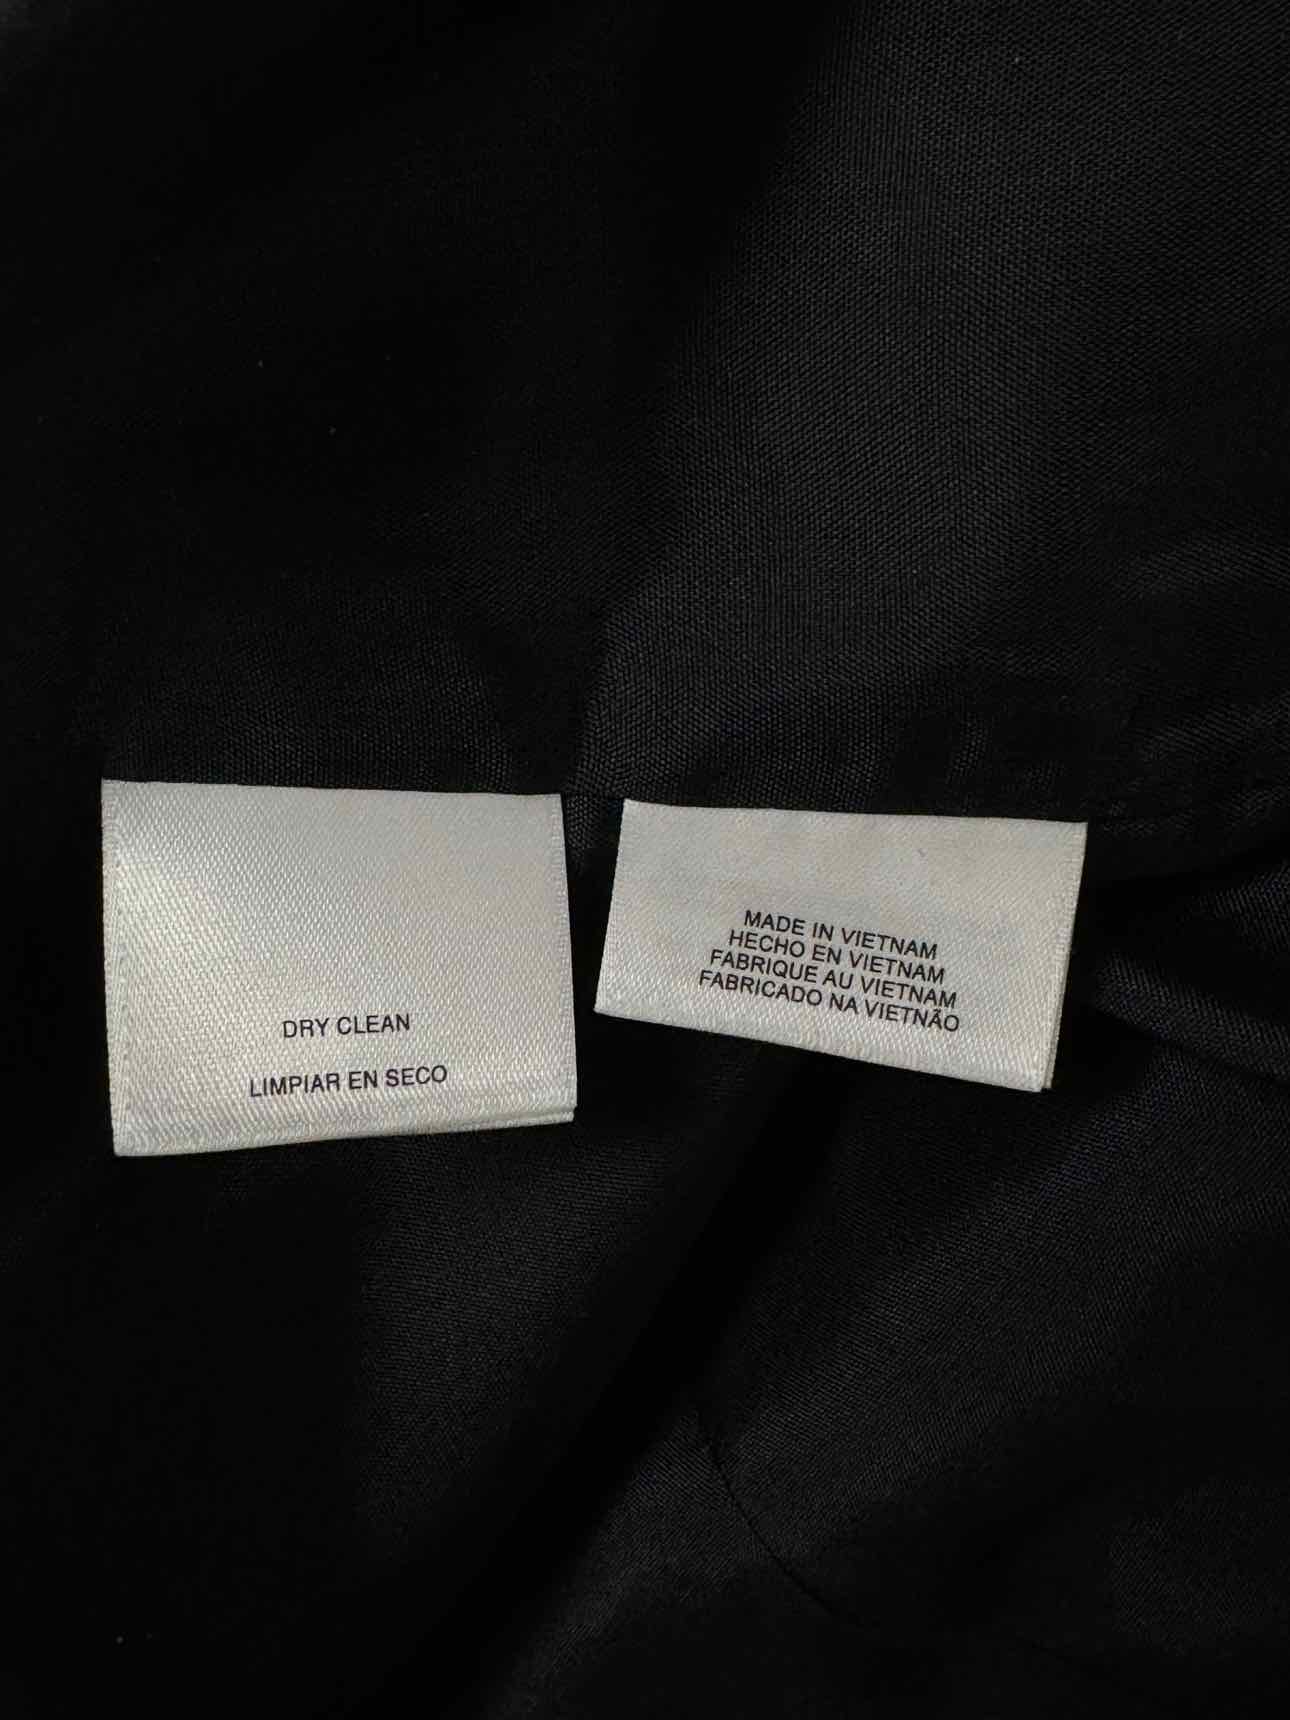 DRY CLEAN
LIMPIAR EN SECO
MADE IN VIETNAM
HECHO EN VIETNAM
FABRIQUE AU VIETNAM
FABRICADO NA VIETNÃO